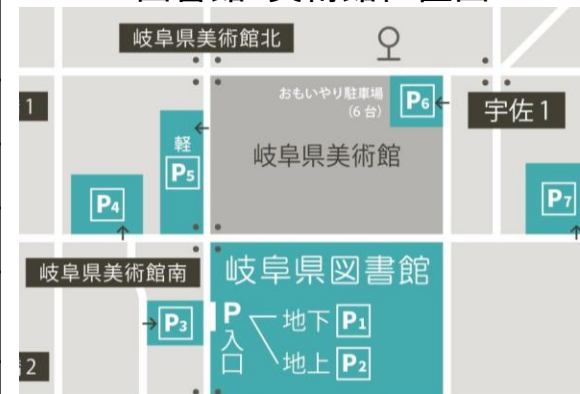 岐阜県美術館北
おもいやり駐車場
(6台)
P6
1
宇佐1
軽
P5
岐阜県美術館
P4
P7
岐阜県美術館南
岐阜県図書館
P3
P入口
地下 P1
地上 P2
2